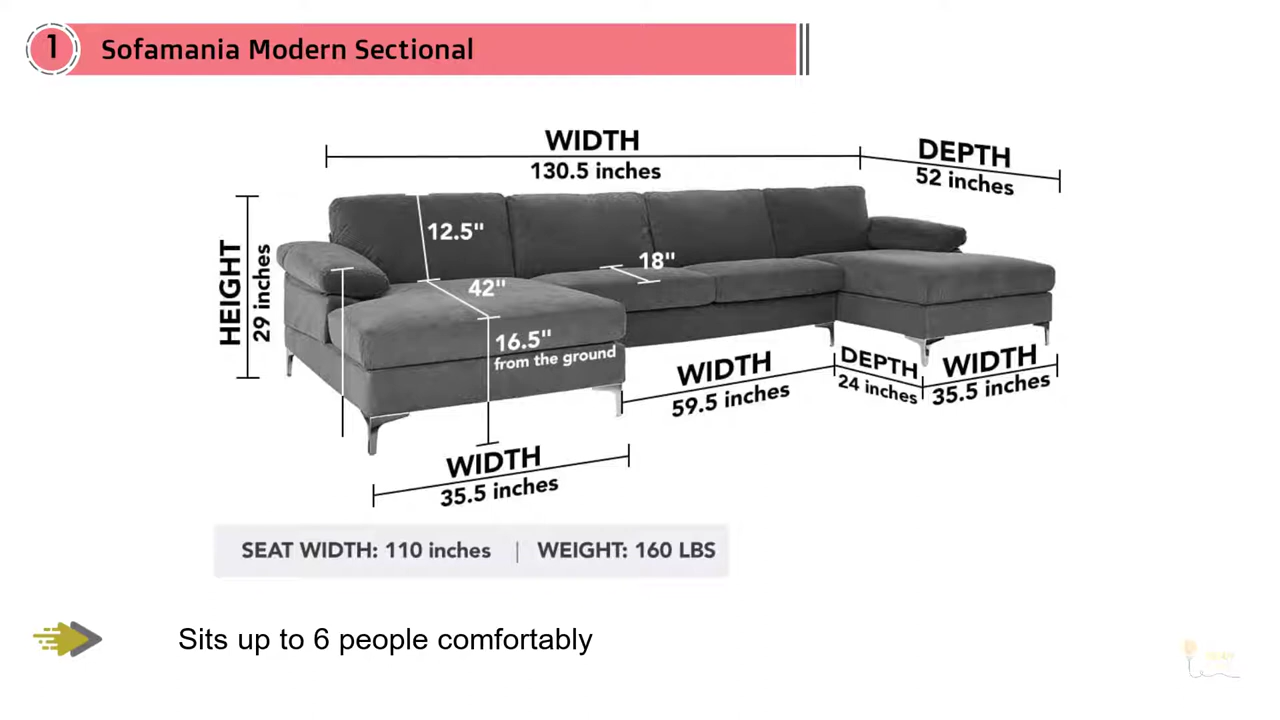 1
Sofamania Modern Sectional
WIDTH
130.5 inches
DEPTH
52 inches
HEIGHT
29 inches
12.5"
18"
42"
16.5"
from the ground
WIDTH
59.5 inches
DEPTH
24 inches
WIDTH
35.5 inches
WIDTH
35.5 inches
SEAT WIDTH: 110 inches | WEIGHT: 160 LBS
Sits up to 6 people comfortably